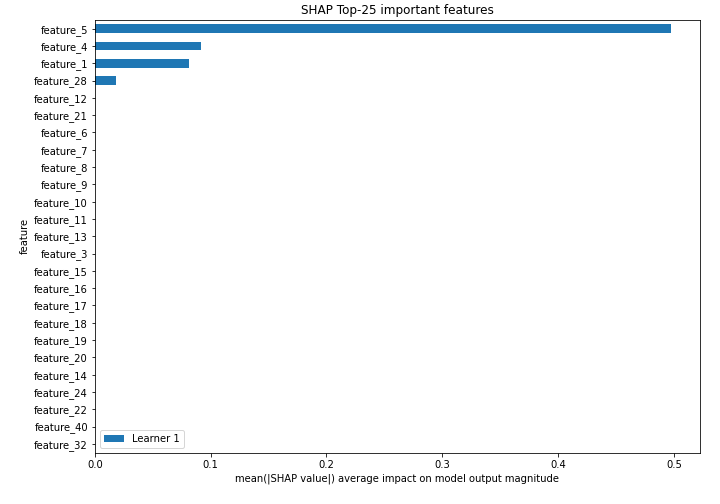 SHAP Top-25 important features
feature_5
feature_4
feature_1
feature_28
feature_12
feature_21
feature_6
feature_7
feature_8
feature_9
feature_10
feature_11
feature_13
feature_3
feature_15
feature_16
feature_17
feature_18
feature_19
feature_20
feature_14
feature_24
feature_22
feature_40
feature_32
feature
Learner 1
0.0 0.1 0.2 0.3 0.4 0.5
mean(|SHAP value|) average impact on model output magnitude